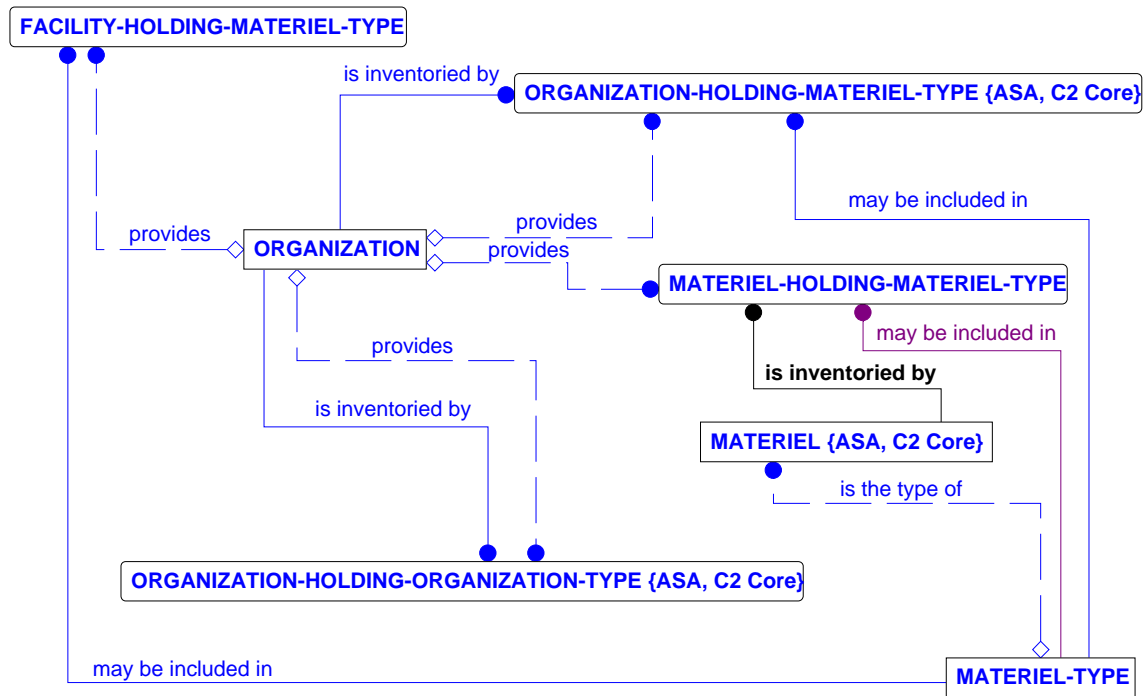 FACILITY-HOLDING-MATERIEL-TYPE
is inventoried by
ORGANIZATION-HOLDING-MATERIEL-TYPE {ASA, C2 Core}
may be included in
provides
provides
ORGANIZATION
provides
MATERIEL-HOLDING-MATERIEL-TYPE
may be included in
provides
is inventoried by
is inventoried by
MATERIEL {ASA, C2 Core}
is the type of
ORGANIZATION-HOLDING-ORGANIZATION-TYPE {ASA, C2 Core}
may be included in
MATERIEL-TYPE